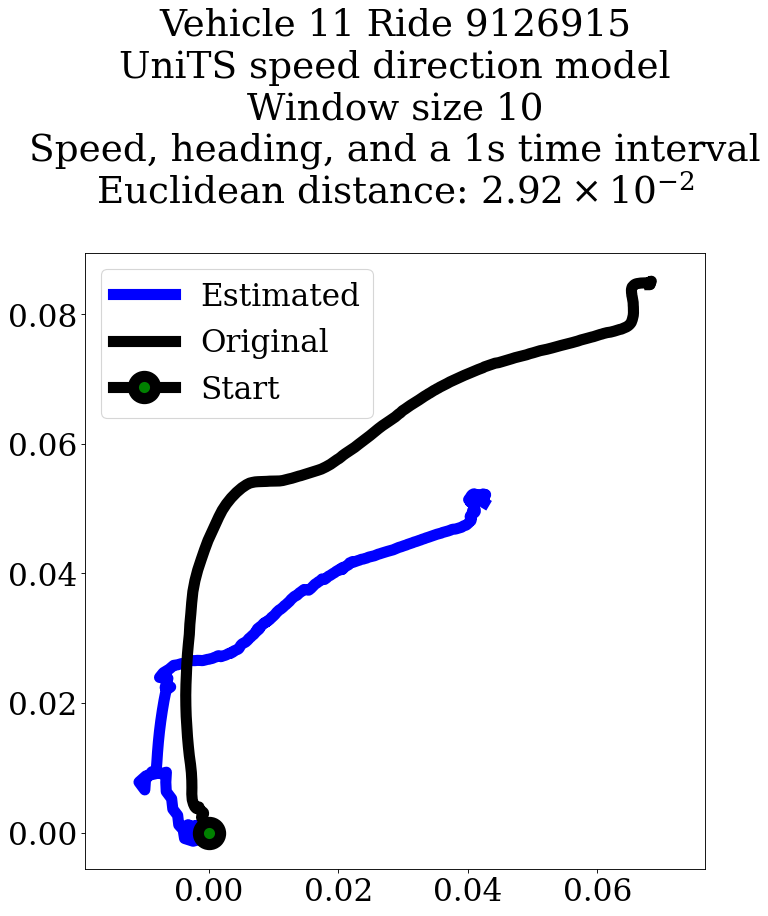 Vehicle 11 Ride 9126915
UniTS speed direction model
Window size 10
Speed, heading, and a 1s time interval
Euclidean distance: 2.92 × 10⁻²
Estimated
Original
Start
0.08
0.06
0.04
0.02
0.00
0.00 0.02 0.04 0.06